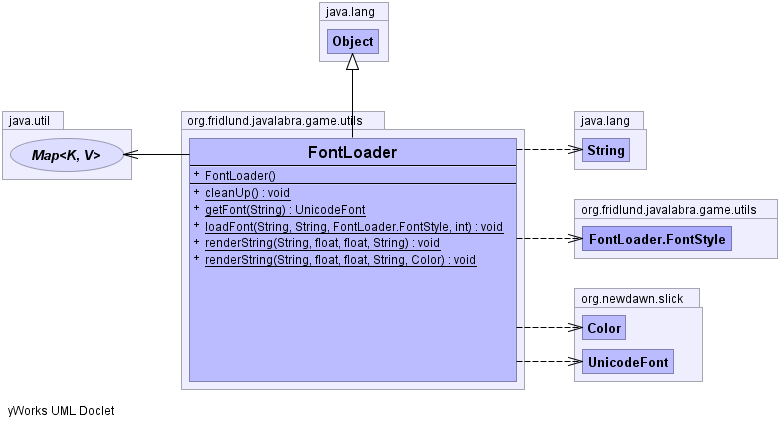 java.lang
Object
java.util
Map<K, V>
org.fridlund.javalabra.game.utils
FontLoader
+ FontLoader()
+ cleanUp() : void
+ getFont(String) : UnicodeFont
+ loadFont(String, String, FontLoader.FontStyle, int) : void
+ renderString(String, float, float, String) : void
+ renderString(String, float, float, String, Color) : void
java.lang
String
org.fridlund.javalabra.game.utils
FontLoader.FontStyle
org.newdawn.slick
Color
UnicodeFont
yWorks UML Doclet